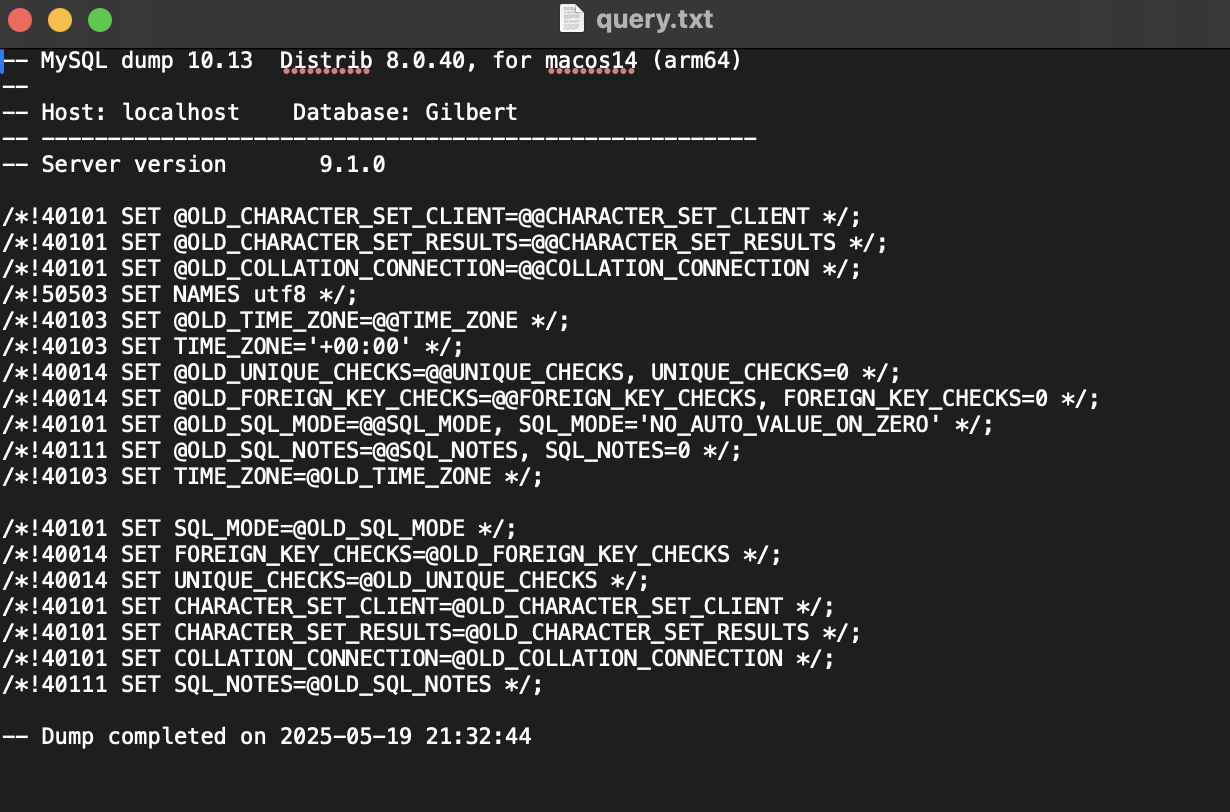 query.txt
-- MySQL dump 10.13  Distrib 8.0.40, for macos14 (arm64)
--
-- Host: localhost    Database: Gilbert
-- ------------------------------------------------------
-- Server version       9.1.0

/*!40101 SET @OLD_CHARACTER_SET_CLIENT=@@CHARACTER_SET_CLIENT */;
/*!40101 SET @OLD_CHARACTER_SET_RESULTS=@@CHARACTER_SET_RESULTS */;
/*!40101 SET @OLD_COLLATION_CONNECTION=@@COLLATION_CONNECTION */;
/*!50503 SET NAMES utf8 */;
/*!40103 SET @OLD_TIME_ZONE=@@TIME_ZONE */;
/*!40103 SET TIME_ZONE='+00:00' */;
/*!40014 SET @OLD_UNIQUE_CHECKS=@@UNIQUE_CHECKS, UNIQUE_CHECKS=0 */;
/*!40014 SET @OLD_FOREIGN_KEY_CHECKS=@@FOREIGN_KEY_CHECKS, FOREIGN_KEY_CHECKS=0 */;
/*!40101 SET @OLD_SQL_MODE=@@SQL_MODE, SQL_MODE='NO_AUTO_VALUE_ON_ZERO' */;
/*!40111 SET @OLD_SQL_NOTES=@@SQL_NOTES, SQL_NOTES=0 */;
/*!40103 SET TIME_ZONE=@OLD_TIME_ZONE */;

/*!40101 SET SQL_MODE=@OLD_SQL_MODE */;
/*!40014 SET FOREIGN_KEY_CHECKS=@OLD_FOREIGN_KEY_CHECKS */;
/*!40014 SET UNIQUE_CHECKS=@OLD_UNIQUE_CHECKS */;
/*!40101 SET CHARACTER_SET_CLIENT=@OLD_CHARACTER_SET_CLIENT */;
/*!40101 SET CHARACTER_SET_RESULTS=@OLD_CHARACTER_SET_RESULTS */;
/*!40101 SET COLLATION_CONNECTION=@OLD_COLLATION_CONNECTION */;
/*!40111 SET SQL_NOTES=@OLD_SQL_NOTES */;

-- Dump completed on 2025-05-19 21:32:44